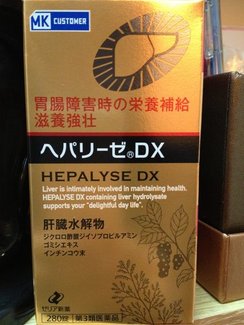 MK CUSTOMER
胃腸障害時の栄養補給
滋養強壮
ヘパリーゼ®DX
HEPALYSE DX
Liver is intimately involved in maintaining health.
HEPALYSE DX containing liver hydrolysate
supports your "delightful day life".
肝臓水解物
ジクロロ酢酸ジイソプロピルアミン
ゴミシエキス
インチンコウ末
ゼリア新薬
280錠
第3類医薬品